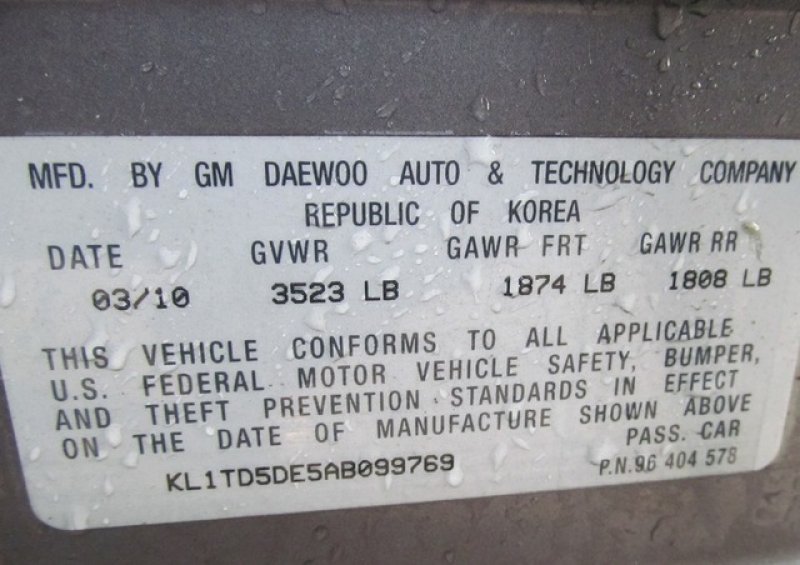 MFD. BY GM DAEWOO AUTO & TECHNOLOGY COMPANY
REPUBLIC OF KOREA
DATE GVWR GAWR FRT GAWR RR
03/10 3523 LB 1874 LB 1808 LB
THIS VEHICLE CONFORMS TO ALL APPLICABLE
U.S. FEDERAL MOTOR VEHICLE SAFETY, BUMPER,
AND THEFT PREVENTION STANDARDS IN EFFECT
ON THE DATE OF MANUFACTURE SHOWN ABOVE
PASS. CAR
KL1TD5DE5AB099769
P.N.96 404 578